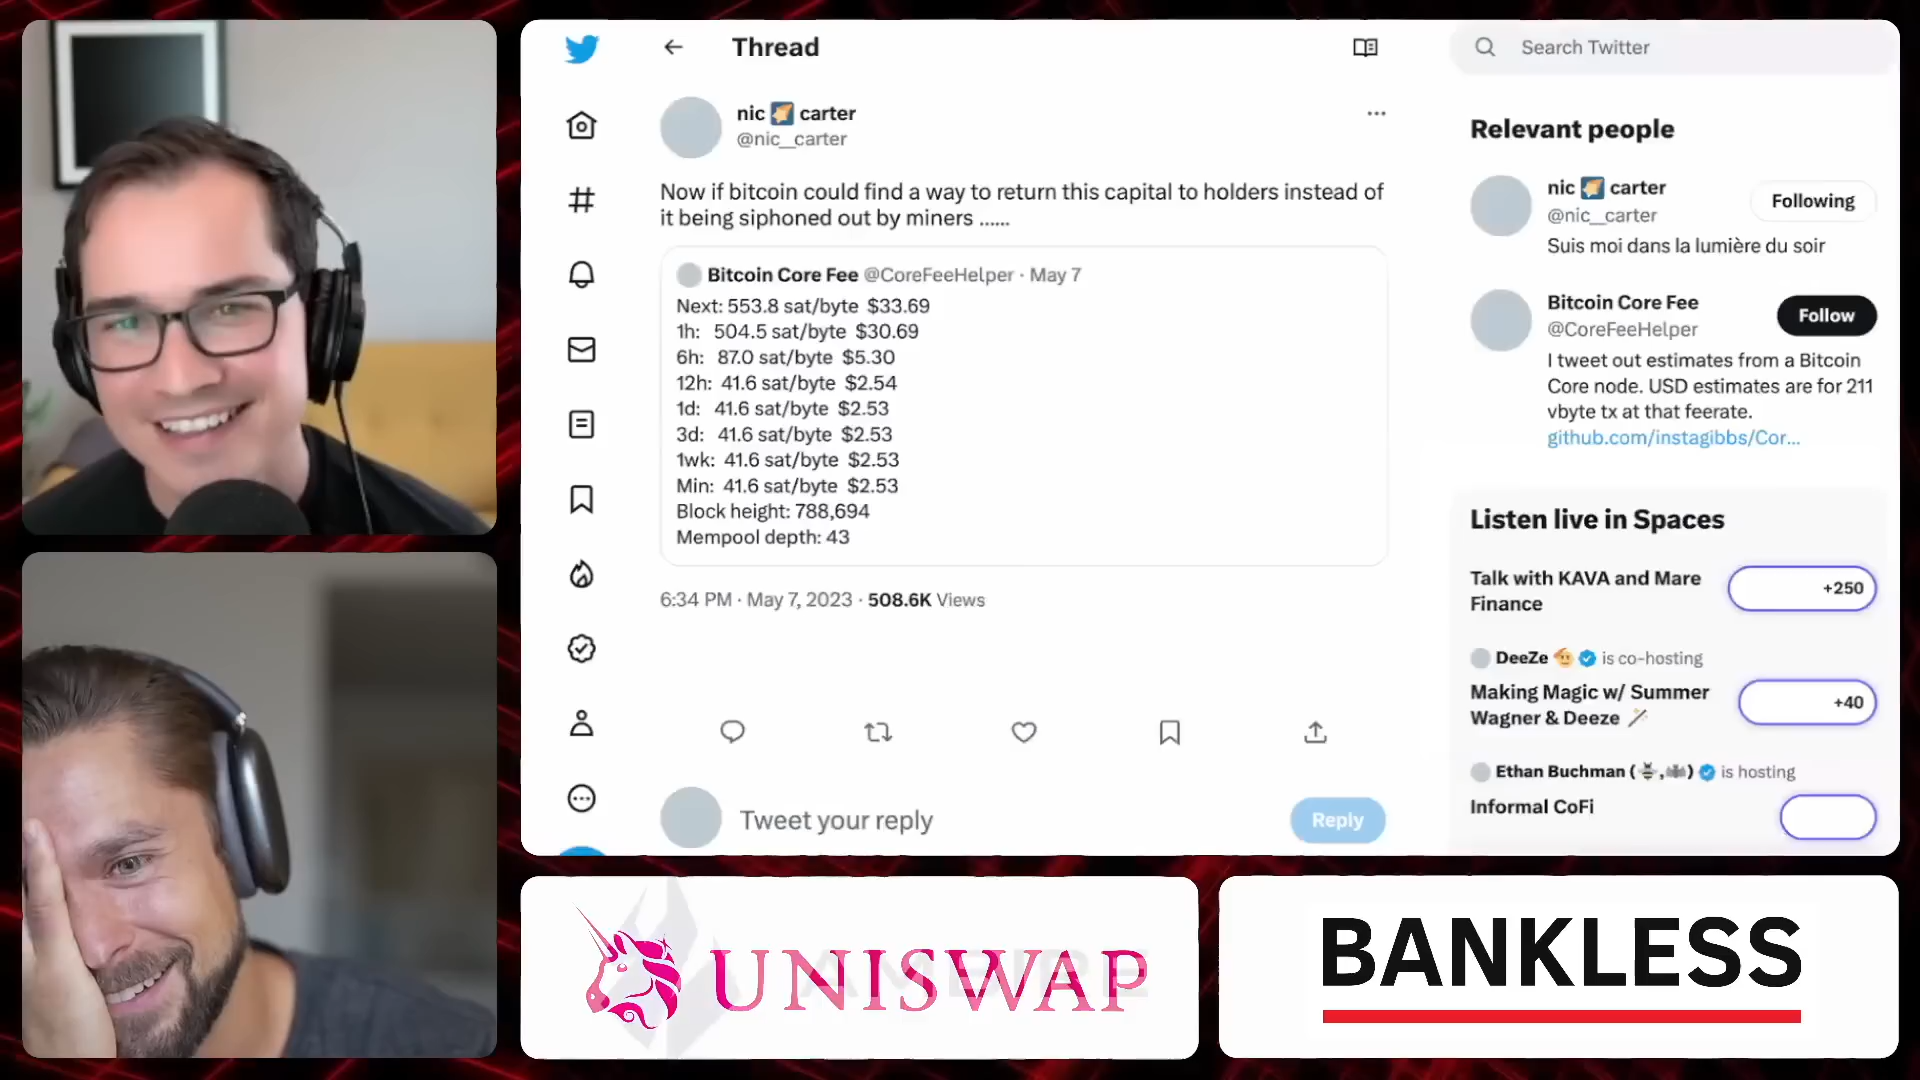 Thread
Search Twitter
nic carter
@nic__carter
Now if bitcoin could find a way to return this capital to holders instead of
it being siphoned out by miners ......
Bitcoin Core Fee @CoreFeeHelper · May 7
Next: 553.8 sat/byte $33.69
1h: 504.5 sat/byte $30.69
6h: 87.0 sat/byte $5.30
12h: 41.6 sat/byte $2.54
1d: 41.6 sat/byte $2.53
3d: 41.6 sat/byte $2.53
1wk: 41.6 sat/byte $2.53
Min: 41.6 sat/byte $2.53
Block height: 788,694
Mempool depth: 43
6:34 PM · May 7, 2023 · 508.6K Views
Tweet your reply
Reply
Relevant people
nic carter
@nic__carter
Following
Suis moi dans la lumière du soir
Bitcoin Core Fee
@CoreFeeHelper
Follow
I tweet out estimates from a Bitcoin
Core node. USD estimates are for 211
vbyte tx at that feerate.
github.com/instagibbs/Cor...
Listen live in Spaces
Talk with KAVA and Mare
Finance
+250
DeeZe is co-hosting
Making Magic w/ Summer
Wagner & Deeze
+40
Ethan Buchman ( , ) is hosting
Informal CoFi
UNISWAP
BANKLESS